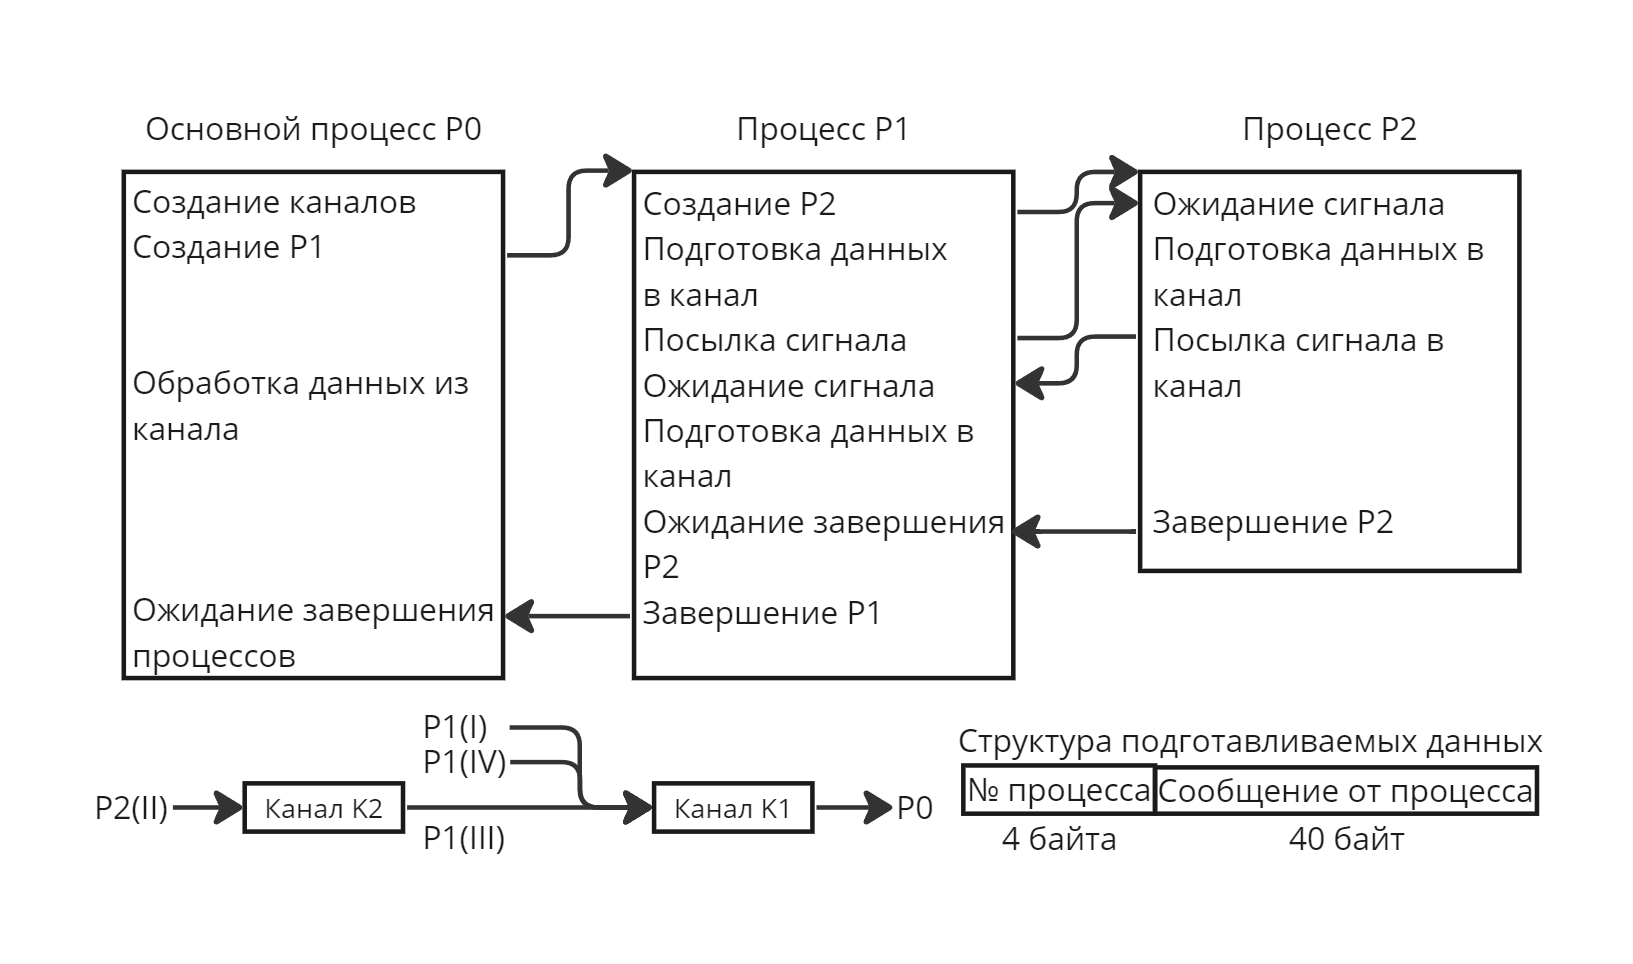 Основной процесс P0
Создание каналов
Создание P1
Обработка данных из
канала
Ожидание завершения
процессов
Процесс P1
Создание P2
Подготовка данных
в канал
Посылка сигнала
Ожидание сигнала
Подготовка данных в
канал
Ожидание завершения
P2
Завершение P1
Процесс P2
Ожидание сигнала
Подготовка данных в
канал
Посылка сигнала в
канал
Завершение P2
P1(I)
P1(IV)
P2(II)
Канал K2
P1(III)
Канал K1
P0
Структура подготавливаемых данных
№ процесса
Сообщение от процесса
4 байта
40 байт